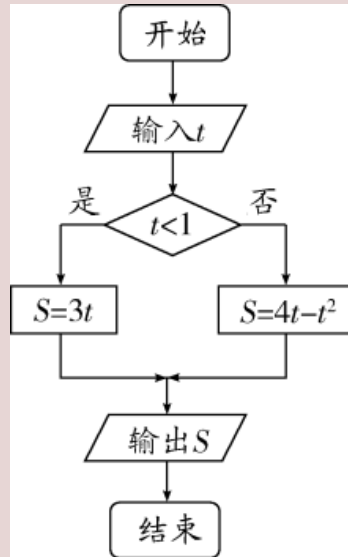 开始
输入t
是
否
t<1
S=3t
S=4t-t²
输出S
结束